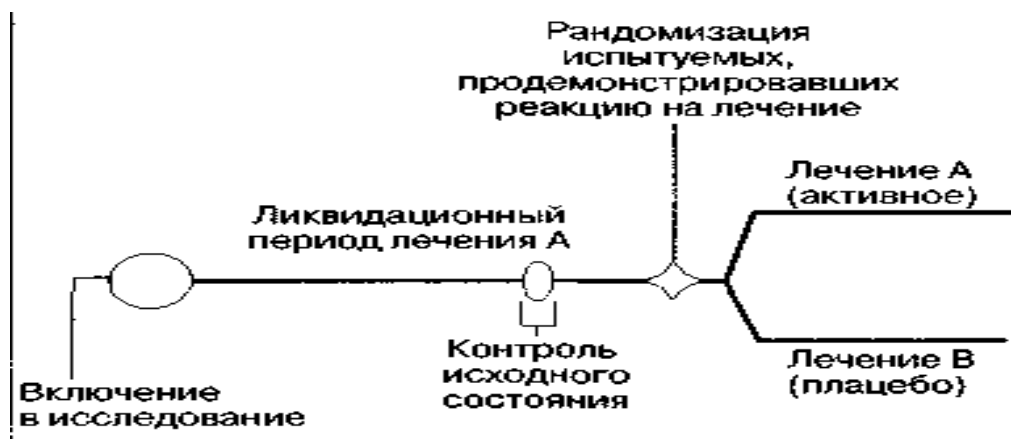 Рандомизация
испытуемых,
продемонстрировавших
реакцию на лечение
Лечение А
(активное)
Ликвидационный
период лечения А
Контроль
исходного
состояния
Лечение В
(плацебо)
Включение
в исследование